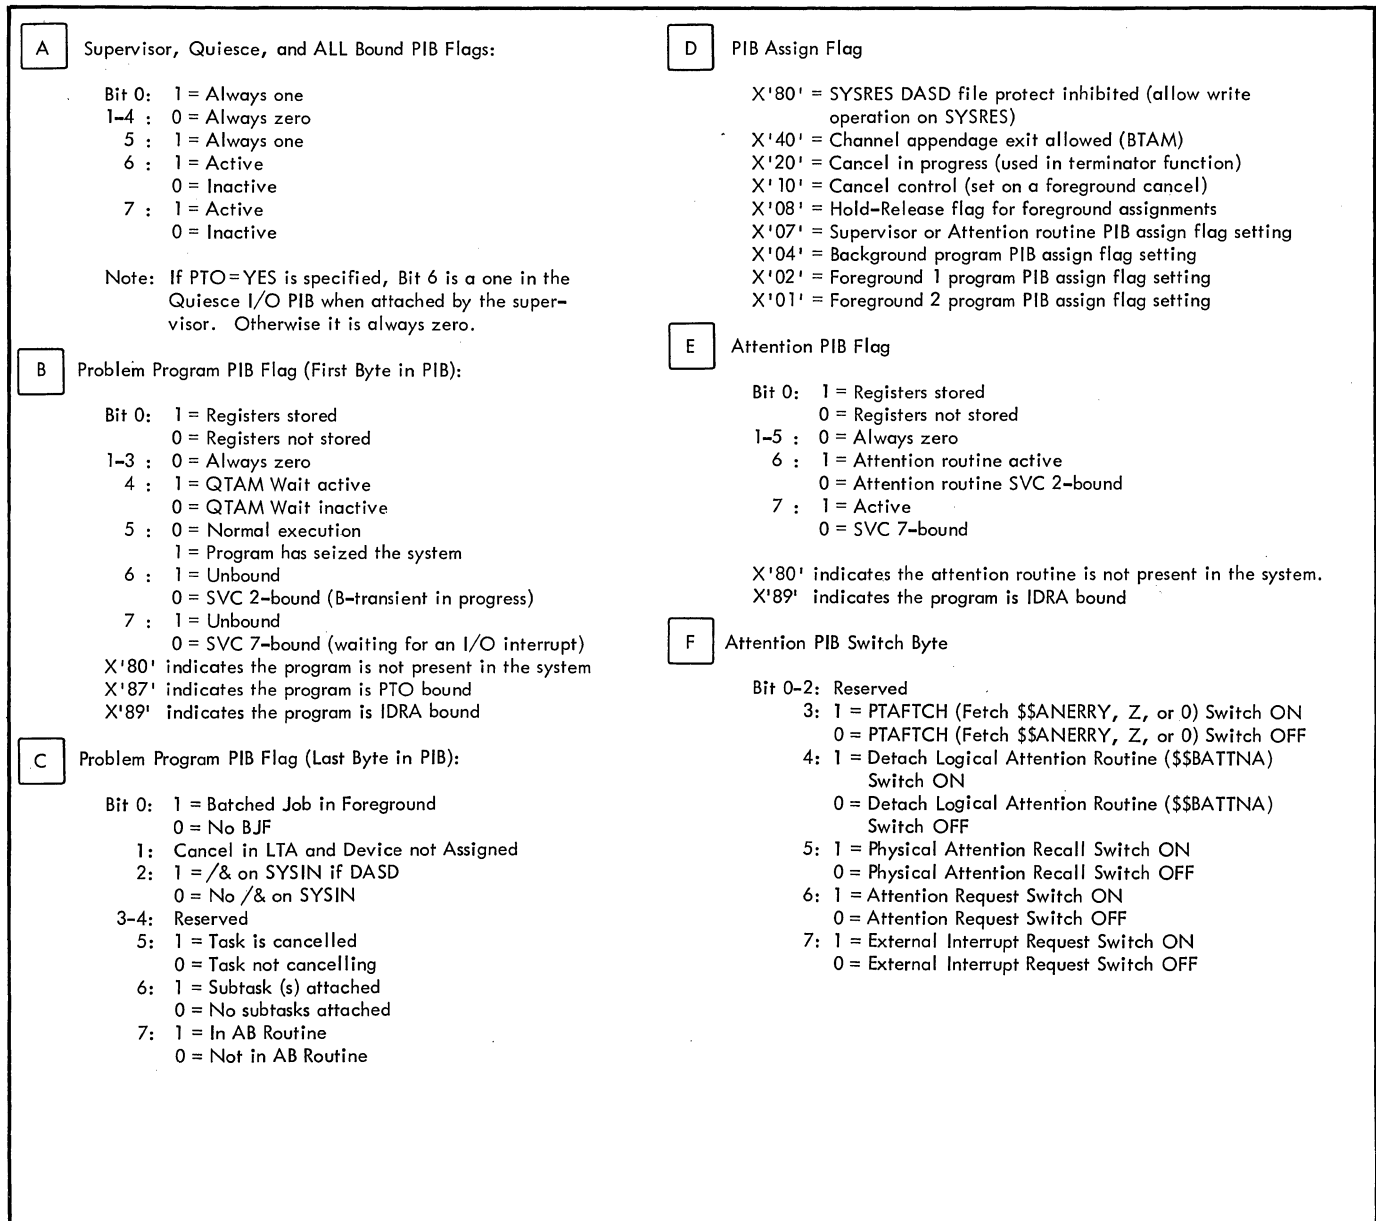 A Supervisor, Quiesce, and ALL Bound PIB Flags:
Bit 0: 1 = Always one
1-4 : 0 = Always zero
5 : 1 = Always one
6 : 1 = Active
0 = Inactive
7 : 1 = Active
0 = Inactive
Note: If PTO=YES is specified, Bit 6 is a one in the
Quiesce I/O PIB when attached by the super-
visor. Otherwise it is always zero.
B Problem Program PIB Flag (First Byte in PIB):
Bit 0: 1 = Registers stored
0 = Registers not stored
1-3 : 0 = Always zero
4 : 1 = QTAM Wait active
0 = QTAM Wait inactive
5 : 0 = Normal execution
1 = Program has seized the system
6 : 1 = Unbound
0 = SVC 2-bound (B-transient in progress)
7 : 1 = Unbound
0 = SVC 7-bound (waiting for an I/O interrupt)
X'80' indicates the program is not present in the system
X'87' indicates the program is PTO bound
X'89' indicates the program is IDRA bound
C Problem Program PIB Flag (Last Byte in PIB):
Bit 0: 1 = Batched Job in Foreground
0 = No BJF
1: Cancel in LTA and Device not Assigned
2: 1 = /& on SYSIN if DASD
0 = No /& on SYSIN
3-4: Reserved
5: 1 = Task is cancelled
0 = Task not cancelling
6: 1 = Subtask (s) attached
0 = No subtasks attached
7: 1 = In AB Routine
0 = Not in AB Routine
D PIB Assign Flag
X'80' = SYSRES DASD file protect inhibited (allow write
operation on SYSRES)
X'40' = Channel appendage exit allowed (BTAM)
X'20' = Cancel in progress (used in terminator function)
X'10' = Cancel control (set on a foreground cancel)
X'08' = Hold-Release flag for foreground assignments
X'07' = Supervisor or Attention routine PIB assign flag setting
X'04' = Background program PIB assign flag setting
X'02' = Foreground 1 program PIB assign flag setting
X'01' = Foreground 2 program PIB assign flag setting
E Attention PIB Flag
Bit 0: 1 = Registers stored
0 = Registers not stored
1-5 : 0 = Always zero
6 : 1 = Attention routine active
0 = Attention routine SVC 2-bound
7 : 1 = Active
0 = SVC 7-bound
X'80' indicates the attention routine is not present in the system.
X'89' indicates the program is IDRA bound
F Attention PIB Switch Byte
Bit 0-2: Reserved
3: 1 = PTAFTCH (Fetch $$ANERRY, Z, or 0) Switch ON
0 = PTAFTCH (Fetch $$ANERRY, Z, or 0) Switch OFF
4: 1 = Detach Logical Attention Routine ($$BATTNA)
Switch ON
0 = Detach Logical Attention Routine ($$BATTNA)
Switch OFF
5: 1 = Physical Attention Recall Switch ON
0 = Physical Attention Recall Switch OFF
6: 1 = Attention Request Switch ON
0 = Attention Request Switch OFF
7: 1 = External Interrupt Request Switch ON
0 = External Interrupt Request Switch OFF